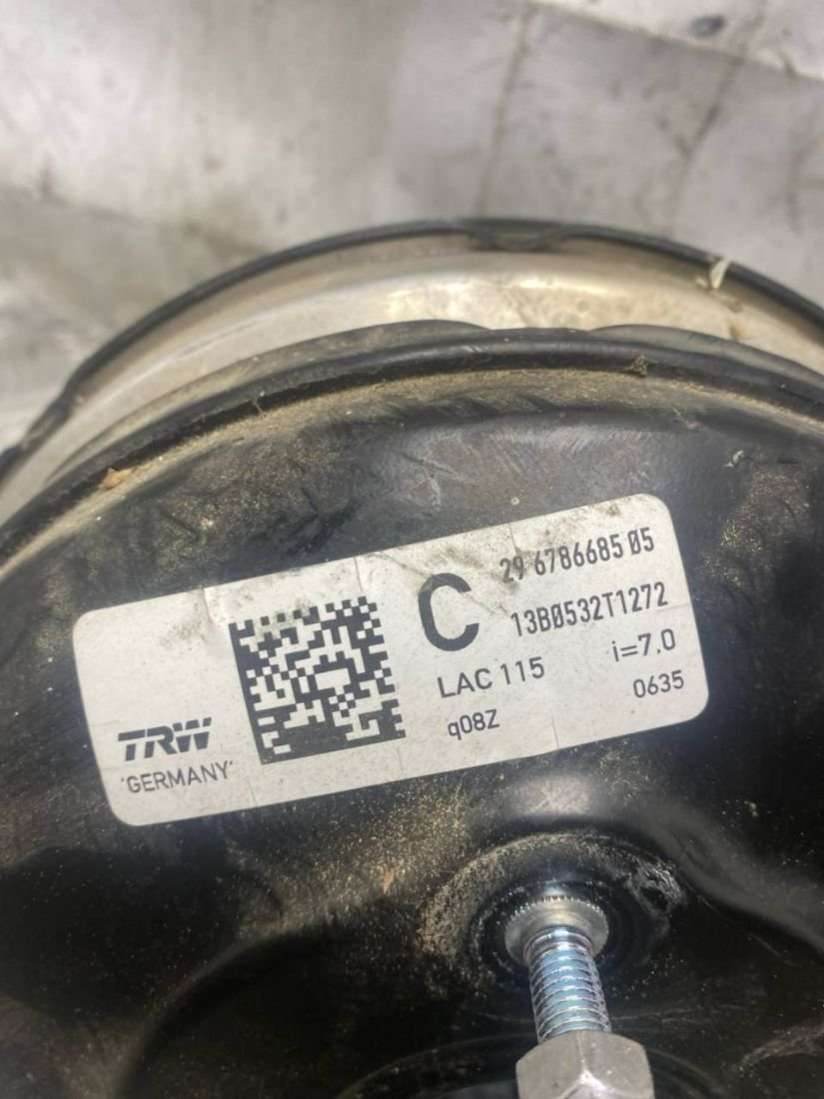 29 6786685 05
C
13B0532T1272
LAC 115 i=7.0
q08Z 0635
TRW
'GERMANY'